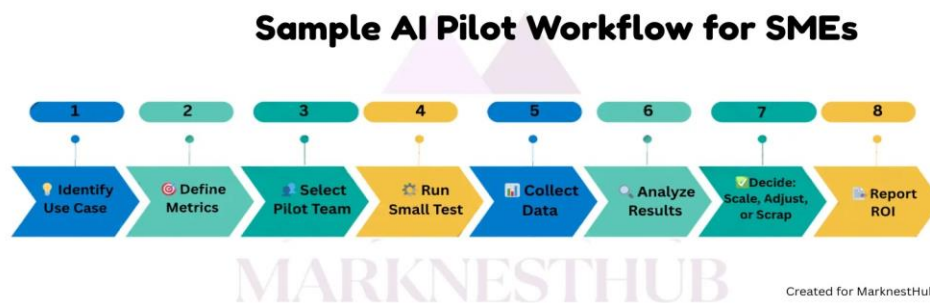 Sample AI Pilot Workflow for SMEs
1
2
3
4
5
6
7
8
Identify
Use Case
Define
Metrics
Select
Pilot Team
Run
Small Test
Collect
Data
Analyze
Results
Decide:
Scale, Adjust,
or Scrap
Report
ROI
MARKNESTHUB
Created for MarknestHub